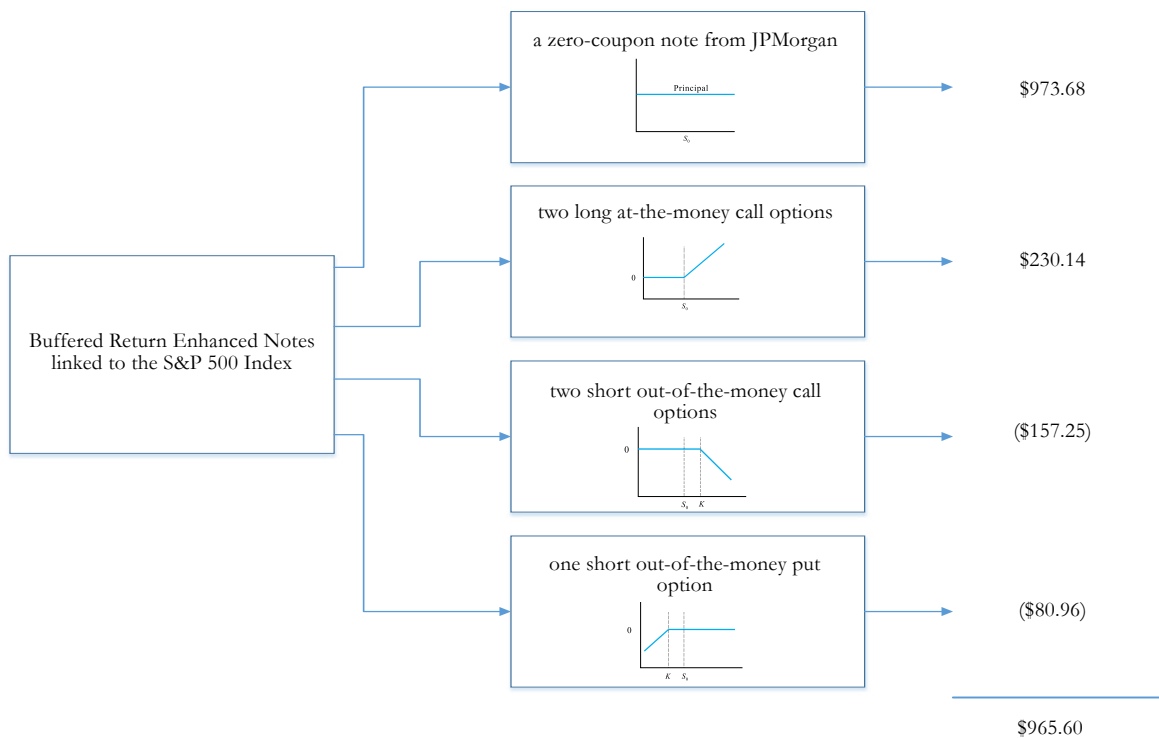 a zero-coupon note from JPMorgan
Principal
S₀
$973.68
two long at-the-money call options
0
S₀
$230.14
Buffered Return Enhanced Notes
linked to the S&P 500 Index
two short out-of-the-money call
options
0
S₀ K
($157.25)
one short out-of-the-money put
option
0
K S₀
($80.96)
$965.60